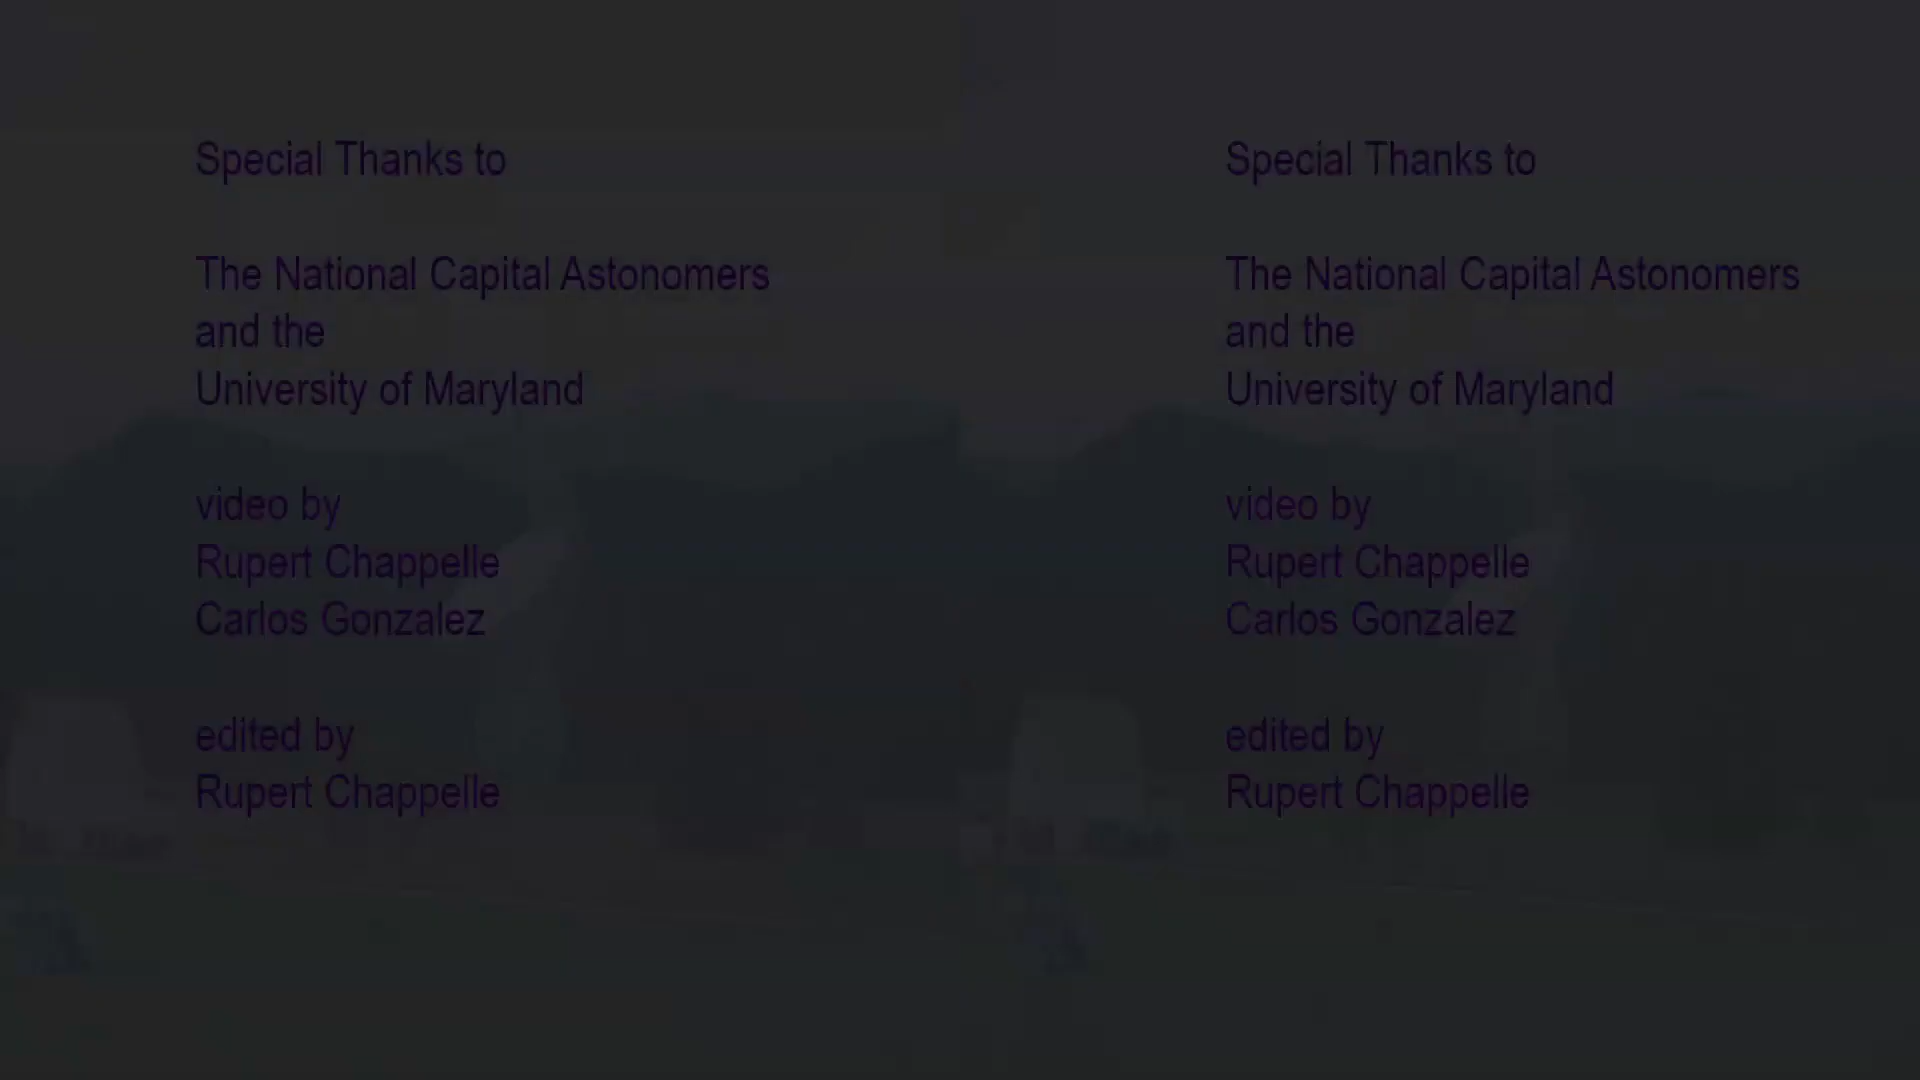 Special Thanks to
The National Capital Astonomers
and the
University of Maryland
video by
Rupert Chappelle
Carlos Gonzalez
edited by
Rupert Chappelle
Special Thanks to
The National Capital Astonomers
and the
University of Maryland
video by
Rupert Chappelle
Carlos Gonzalez
edited by
Rupert Chappelle